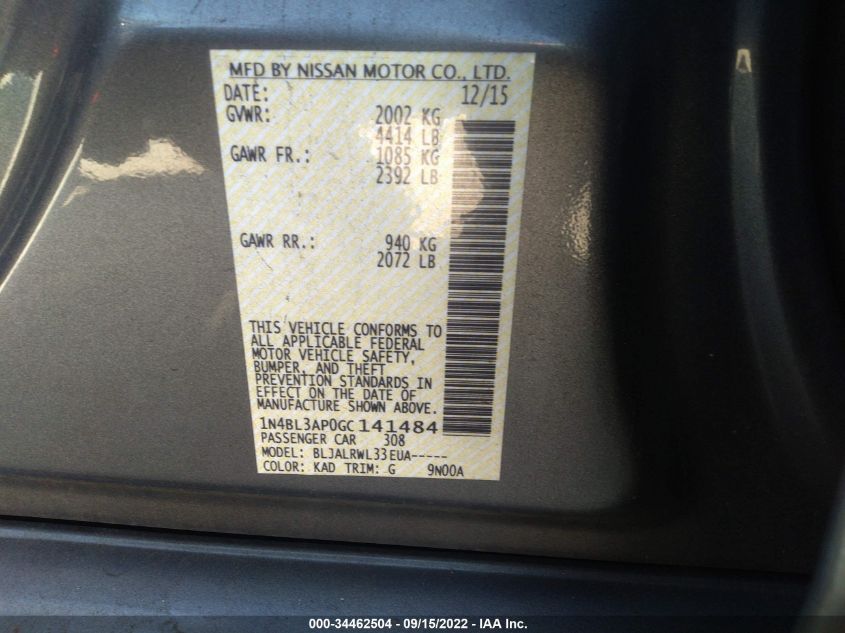 MFD BY NISSAN MOTOR CO., LTD.
DATE: 12/15
GVWR: 2002 KG
4414 LB
GAWR FR.: 1085 KG
2392 LB
GAWR RR.: 940 KG
2072 LB
THIS VEHICLE CONFORMS TO
ALL APPLICABLE FEDERAL
MOTOR VEHICLE SAFETY,
BUMPER, AND THEFT
PREVENTION STANDARDS IN
EFFECT ON THE DATE OF
MANUFACTURE SHOWN ABOVE.
1N4BL3AP0GC141484
PASSENGER CAR 308
MODEL: BLJALRWL33EUA-----
COLOR: KAD TRIM: G 9N00A
000-34462504 - 09/15/2022 - IAA Inc.